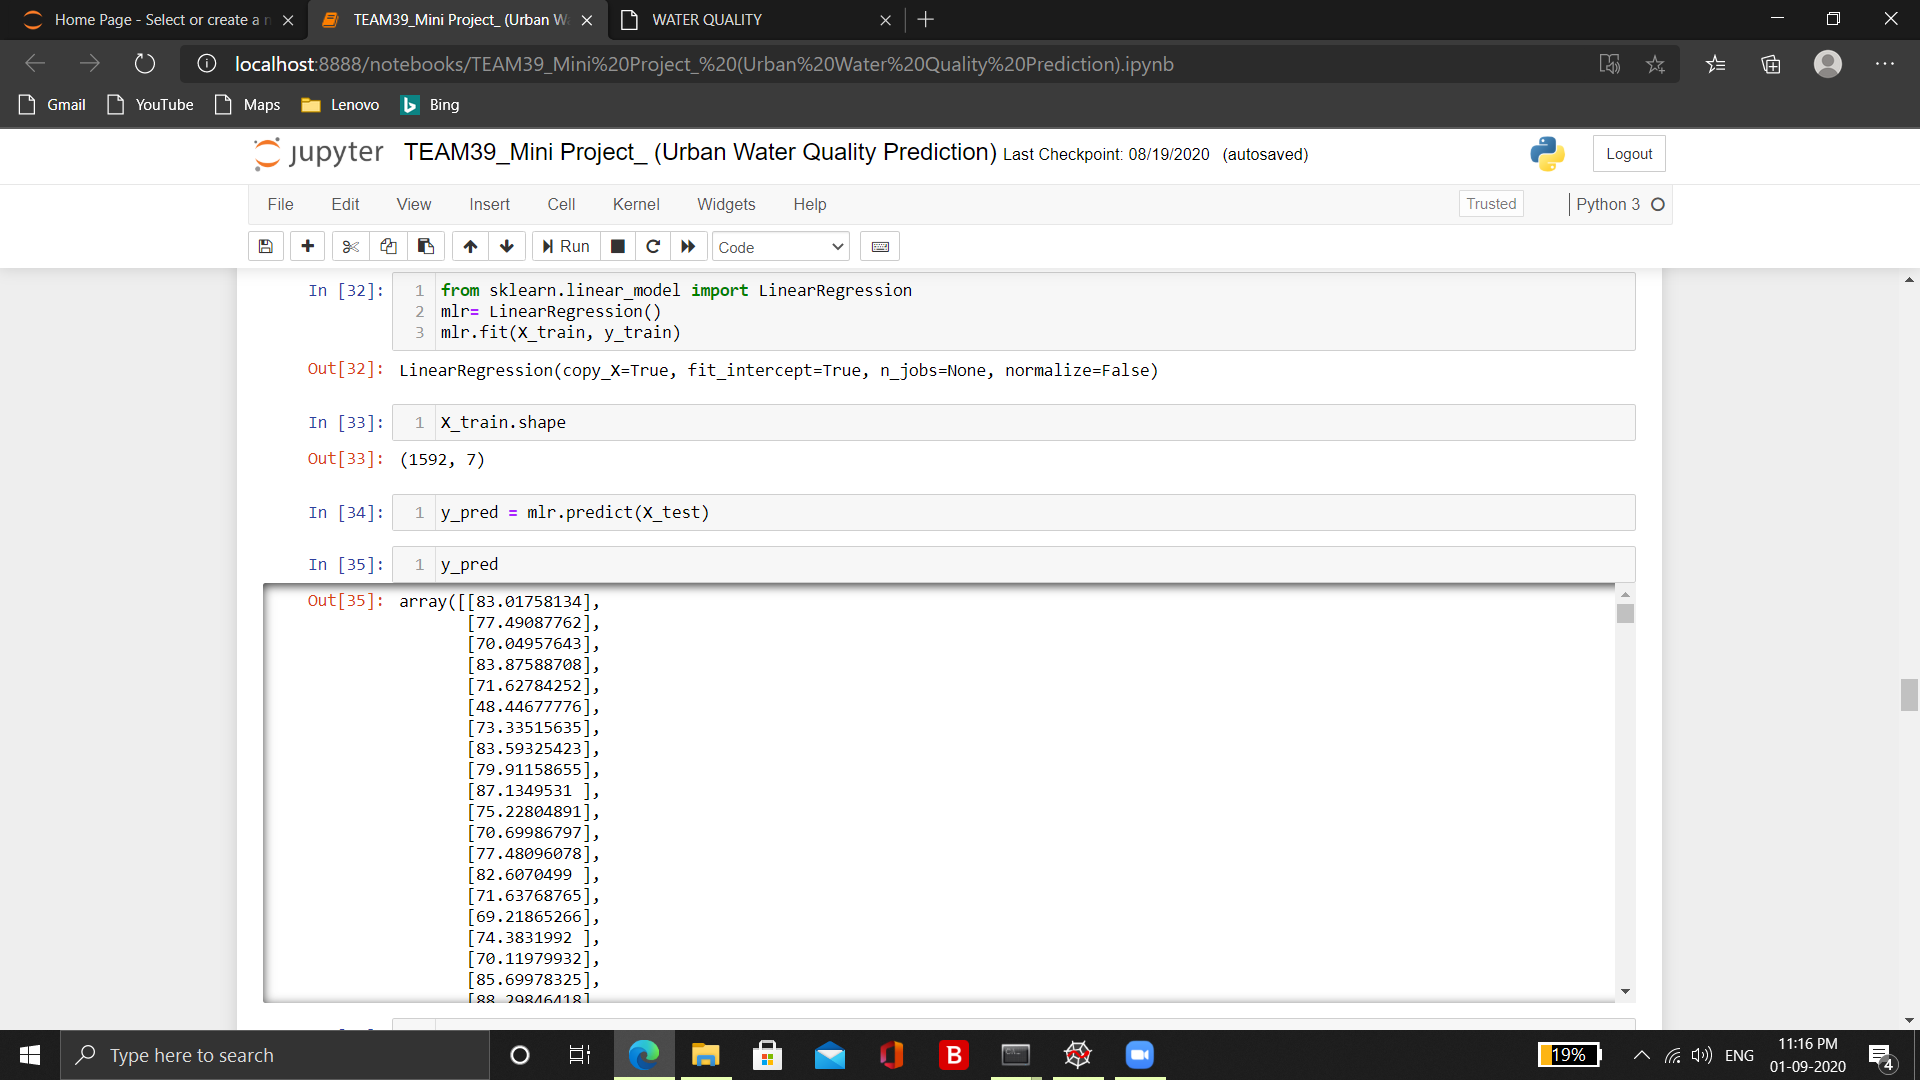 Home Page - Select or create a n
TEAM39_Mini Project_ (Urban Wa
WATER QUALITY
localhost:8888/notebooks/TEAM39_Mini%20Project_%20(Urban%20Water%20Quality%20Prediction).ipynb
Gmail YouTube Maps Lenovo Bing
jupyter TEAM39_Mini Project_ (Urban Water Quality Prediction) Last Checkpoint: 08/19/2020 (autosaved) Logout
File Edit View Insert Cell Kernel Widgets Help Trusted Python 3
Run Code
In [32]: 1 from sklearn.linear_model import LinearRegression
2 mlr= LinearRegression()
3 mlr.fit(X_train, y_train)
Out[32]: LinearRegression(copy_X=True, fit_intercept=True, n_jobs=None, normalize=False)
In [33]: 1 X_train.shape
Out[33]: (1592, 7)
In [34]: 1 y_pred = mlr.predict(X_test)
In [35]: 1 y_pred
Out[35]: array([[83.01758134],
[77.49087762],
[70.04957643],
[83.87588708],
[71.62784252],
[48.44677776],
[73.33515635],
[83.59325423],
[79.91158655],
[87.1349531 ],
[75.22804891],
[70.69986797],
[77.48096078],
[82.6070499 ],
[71.63768765],
[69.21865266],
[74.3831992 ],
[70.11979932],
[85.69978325],
[88.29846418]
Type here to search
B
19%
ENG
11:16 PM
01-09-2020
4